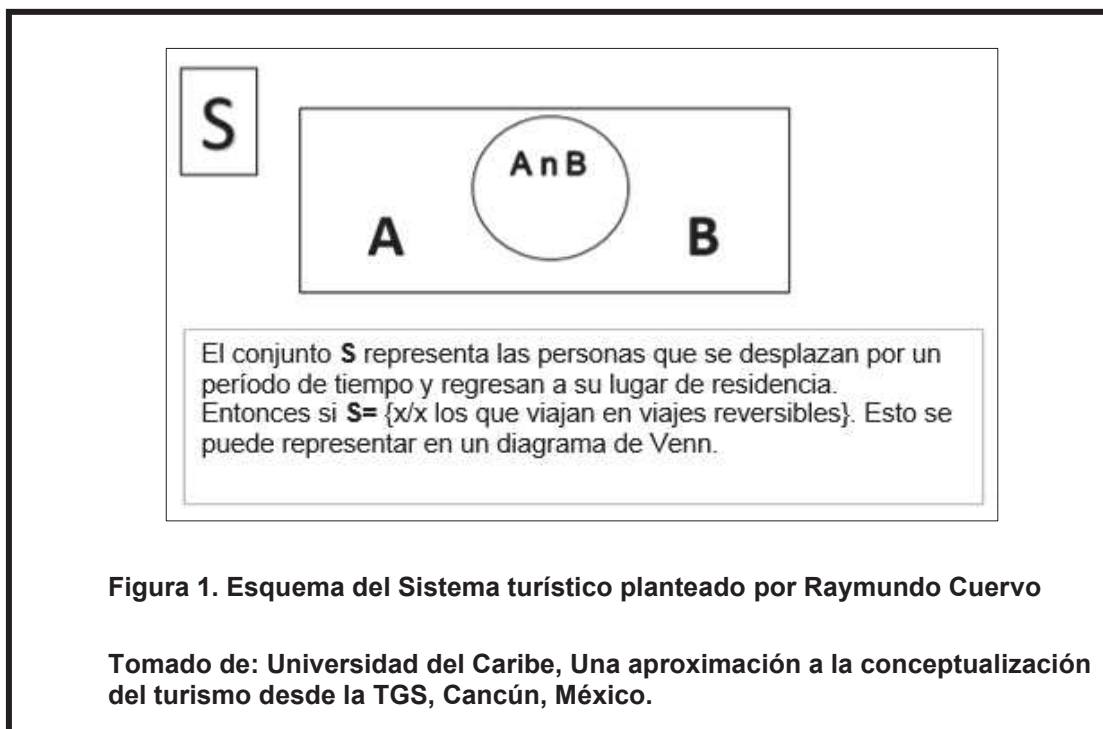 S
A n B
A
B
El conjunto S representa las personas que se desplazan por un
período de tiempo y regresan a su lugar de residencia.
Entonces si S= {x/x los que viajan en viajes reversibles}. Esto se
puede representar en un diagrama de Venn.
Figura 1. Esquema del Sistema turístico planteado por Raymundo Cuervo
Tomado de: Universidad del Caribe, Una aproximación a la conceptualización
del turismo desde la TGS, Cancún, México.